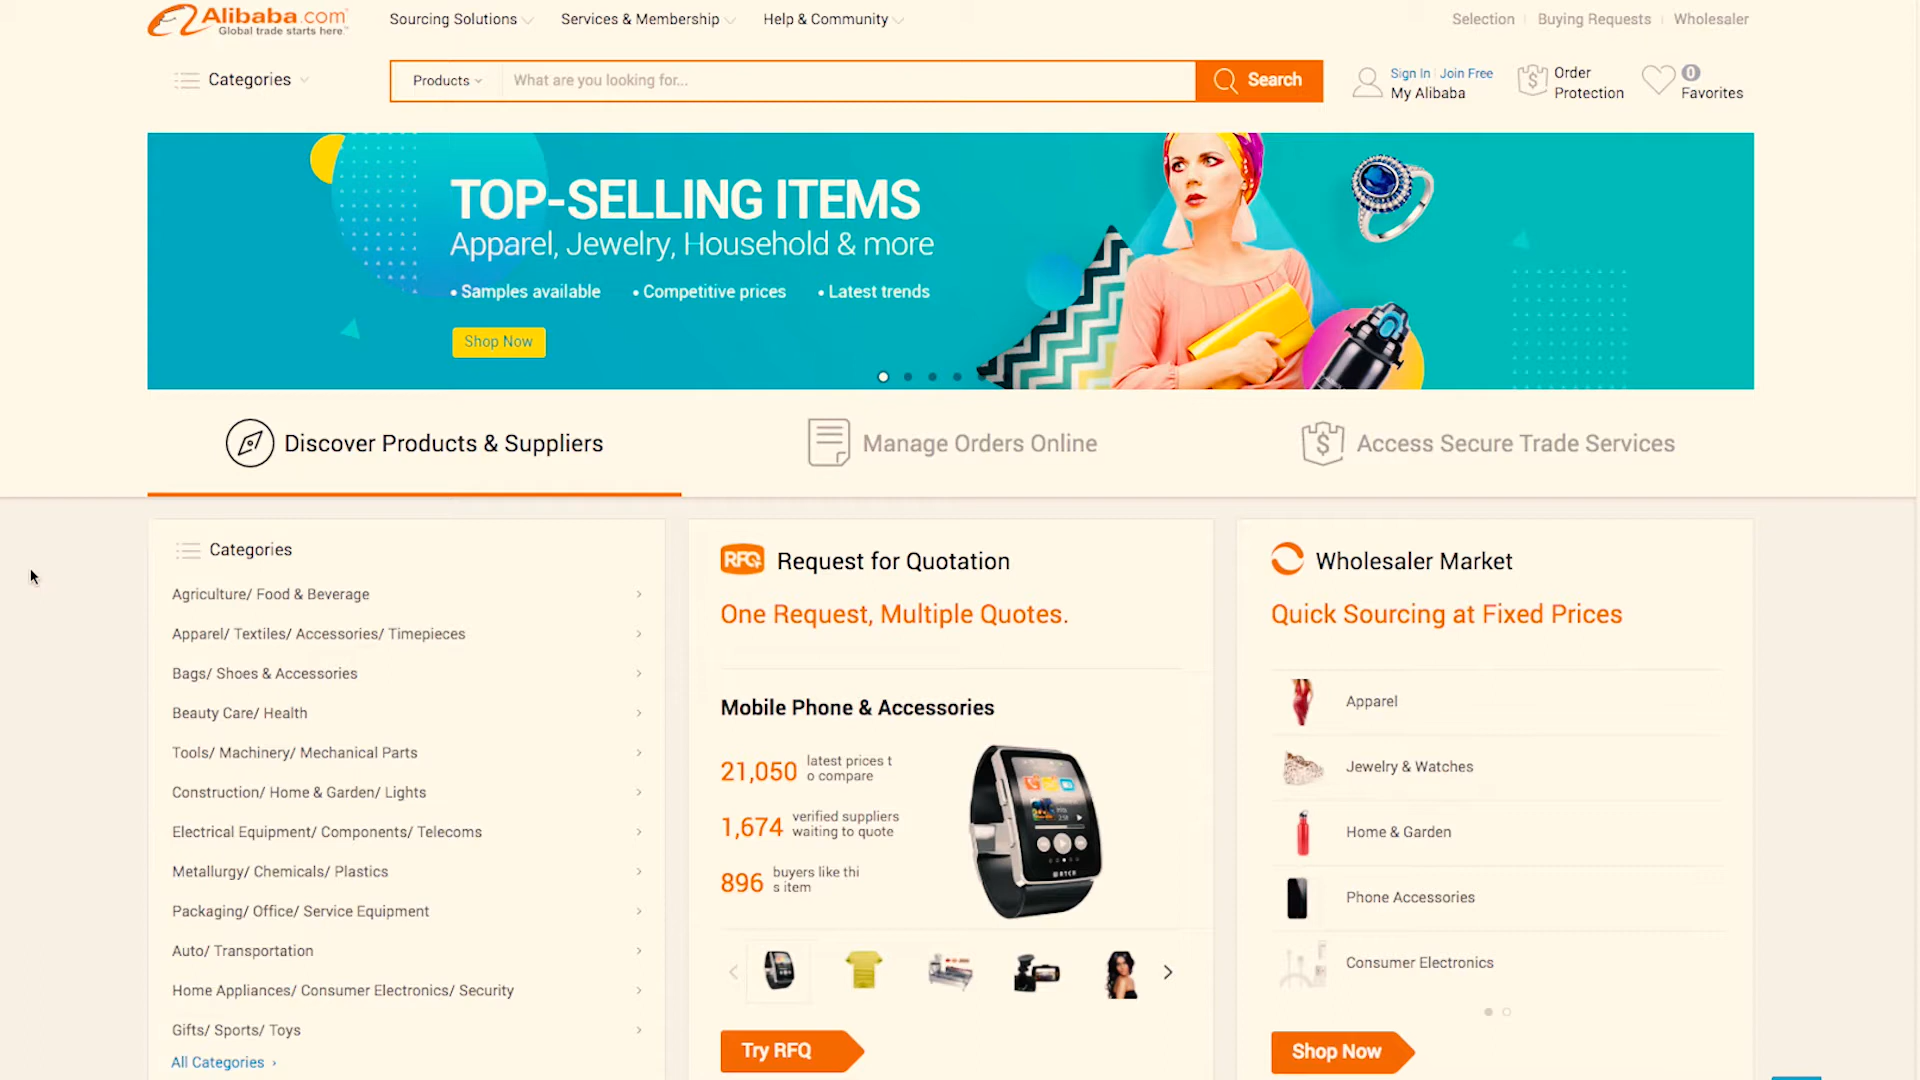 Alibaba.com
Global trade starts here.
Sourcing Solutions
Services & Membership
Help & Community
Selection
Buying Requests
Wholesaler
Categories
Products
What are you looking for...
Search
Sign In | Join Free
My Alibaba
Order
Protection
0
Favorites
TOP-SELLING ITEMS
Apparel, Jewelry, Household & more
• Samples available • Competitive prices • Latest trends
Shop Now
Discover Products & Suppliers
Manage Orders Online
Access Secure Trade Services
Categories
Agriculture/ Food & Beverage
Apparel/ Textiles/ Accessories/ Timepieces
Bags/ Shoes & Accessories
Beauty Care/ Health
Tools/ Machinery/ Mechanical Parts
Construction/ Home & Garden/ Lights
Electrical Equipment/ Components/ Telecoms
Metallurgy/ Chemicals/ Plastics
Packaging/ Office/ Service Equipment
Auto/ Transportation
Home Appliances/ Consumer Electronics/ Security
Gifts/ Sports/ Toys
All Categories
RFQ Request for Quotation
One Request, Multiple Quotes.
Mobile Phone & Accessories
21,050 latest prices t
o compare
1,674 verified suppliers
waiting to quote
896 buyers like thi
s item
Try RFQ
Wholesaler Market
Quick Sourcing at Fixed Prices
Apparel
Jewelry & Watches
Home & Garden
Phone Accessories
Consumer Electronics
Shop Now